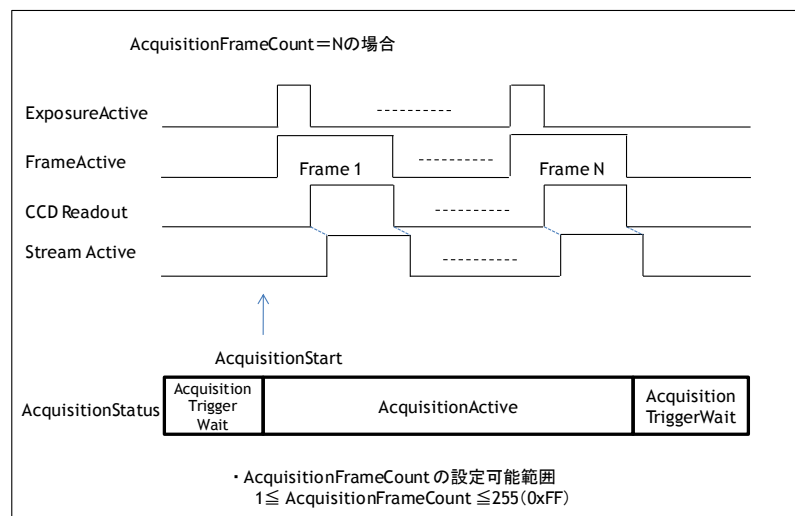 AcquisitionFrameCount＝Nの場合
ExposureActive
FrameActive
Frame 1
Frame N
CCD Readout
Stream Active
AcquisitionStart
AcquisitionStatus
Acquisition
Trigger
Wait
AcquisitionActive
Acquisition
TriggerWait
・AcquisitionFrameCount の設定可能範囲
1≦ AcquisitionFrameCount ≦255(0xFF)